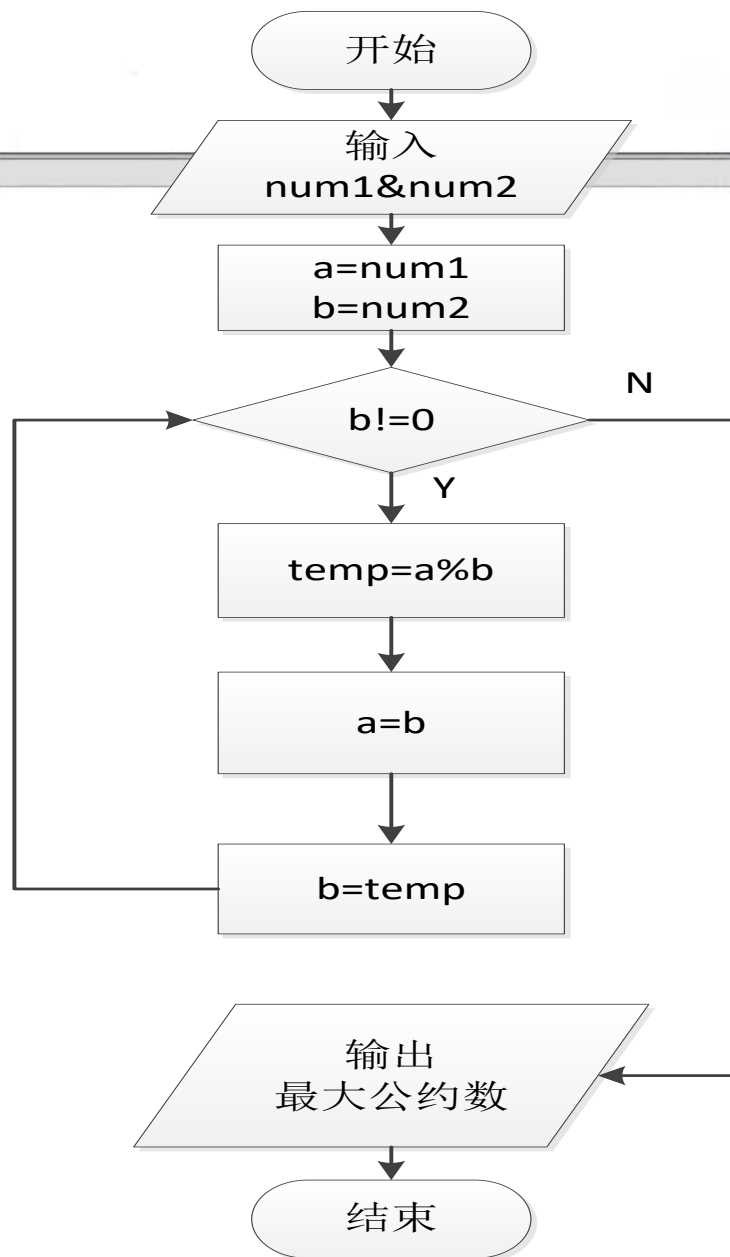 开始
输入
num1&num2
a=num1
b=num2
b!=0
N
Y
temp=a%b
a=b
b=temp
输出
最大公约数
结束